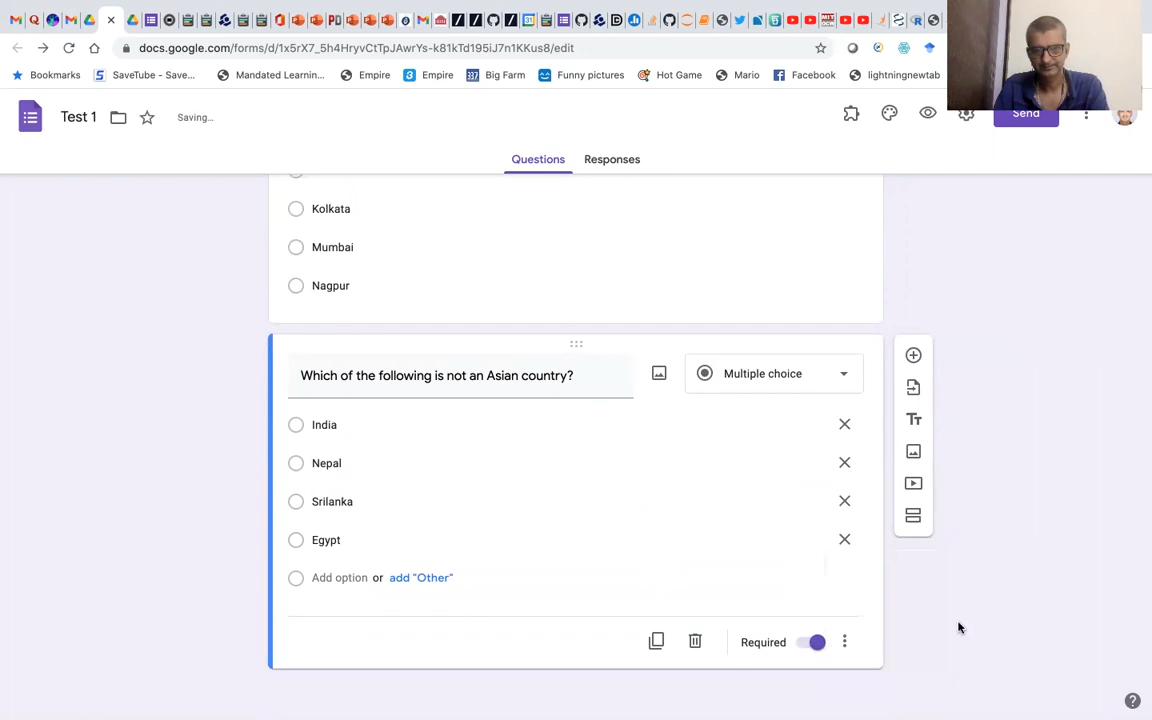 docs.google.com/forms/d/1x5rX7_5h4HryvCtTpJAwrYs-k81kTd195iJ7n1KKus8/edit
Bookmarks SaveTube - Save... Mandated Learnin... Empire Empire Big Farm Funny pictures Hot Game Mario Facebook lightningnewtab
Test 1 Saving... Send
Questions Responses
Kolkata
Mumbai
Nagpur
Which of the following is not an Asian country? Multiple choice
India
Nepal
Srilanka
Egypt
Add option or add "Other"
Required